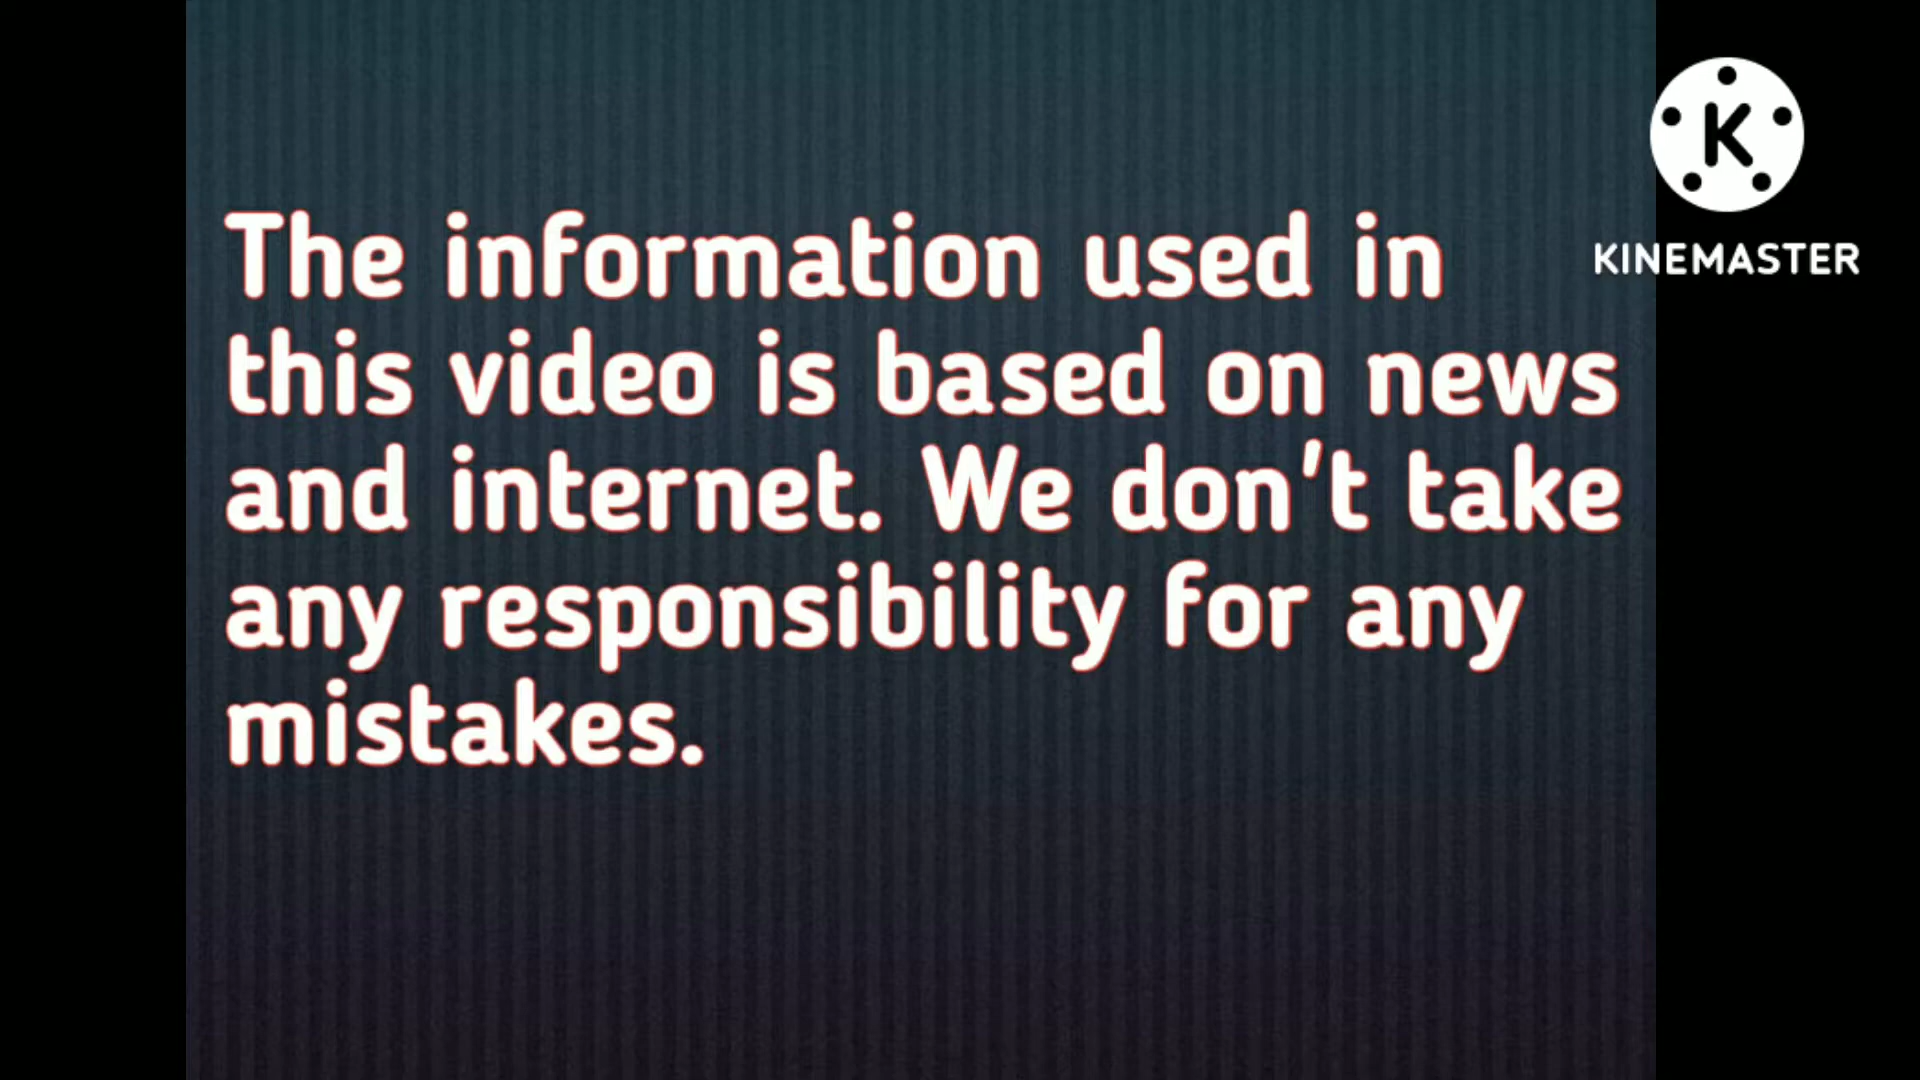 The information used in
this video is based on news
and internet. We don't take
any responsibility for any
mistakes.
K
KINEMASTER